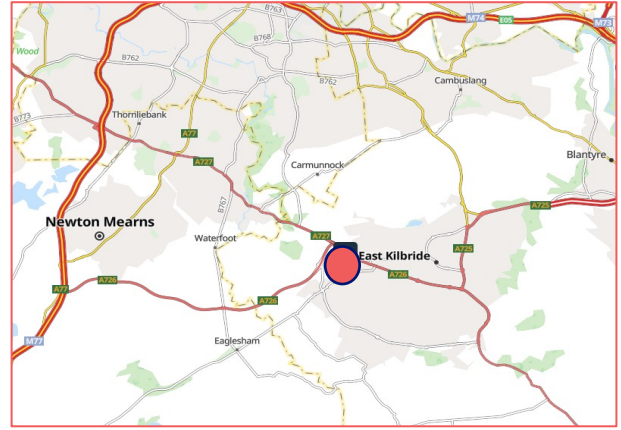 B763
M74
E05
M73
Wood
B768
B762
B762
Cambuslang
Thornliebank
B773
A77
A727
Carmunnock
Blantyre
B767
A725
Newton Mearns
Waterfoot
A727
A725
East Kilbride
A726
A726
A77
A726
M77
Eaglesham